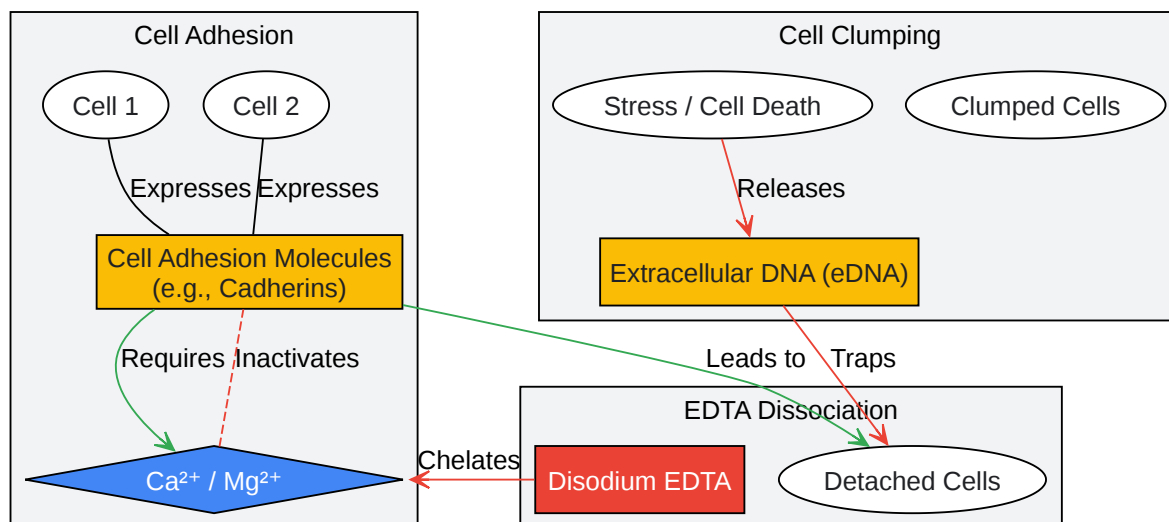 Cell Adhesion
Cell Clumping
Cell 1
Cell 2
Stress / Cell Death
Clumped Cells
Expresses
Expresses
Releases
Cell Adhesion Molecules
(e.g., Cadherins)
Extracellular DNA (eDNA)
Requires
Inactivates
Leads to
Traps
EDTA Dissociation
Ca²⁺ / Mg²⁺
Chelates
Disodium EDTA
Detached Cells